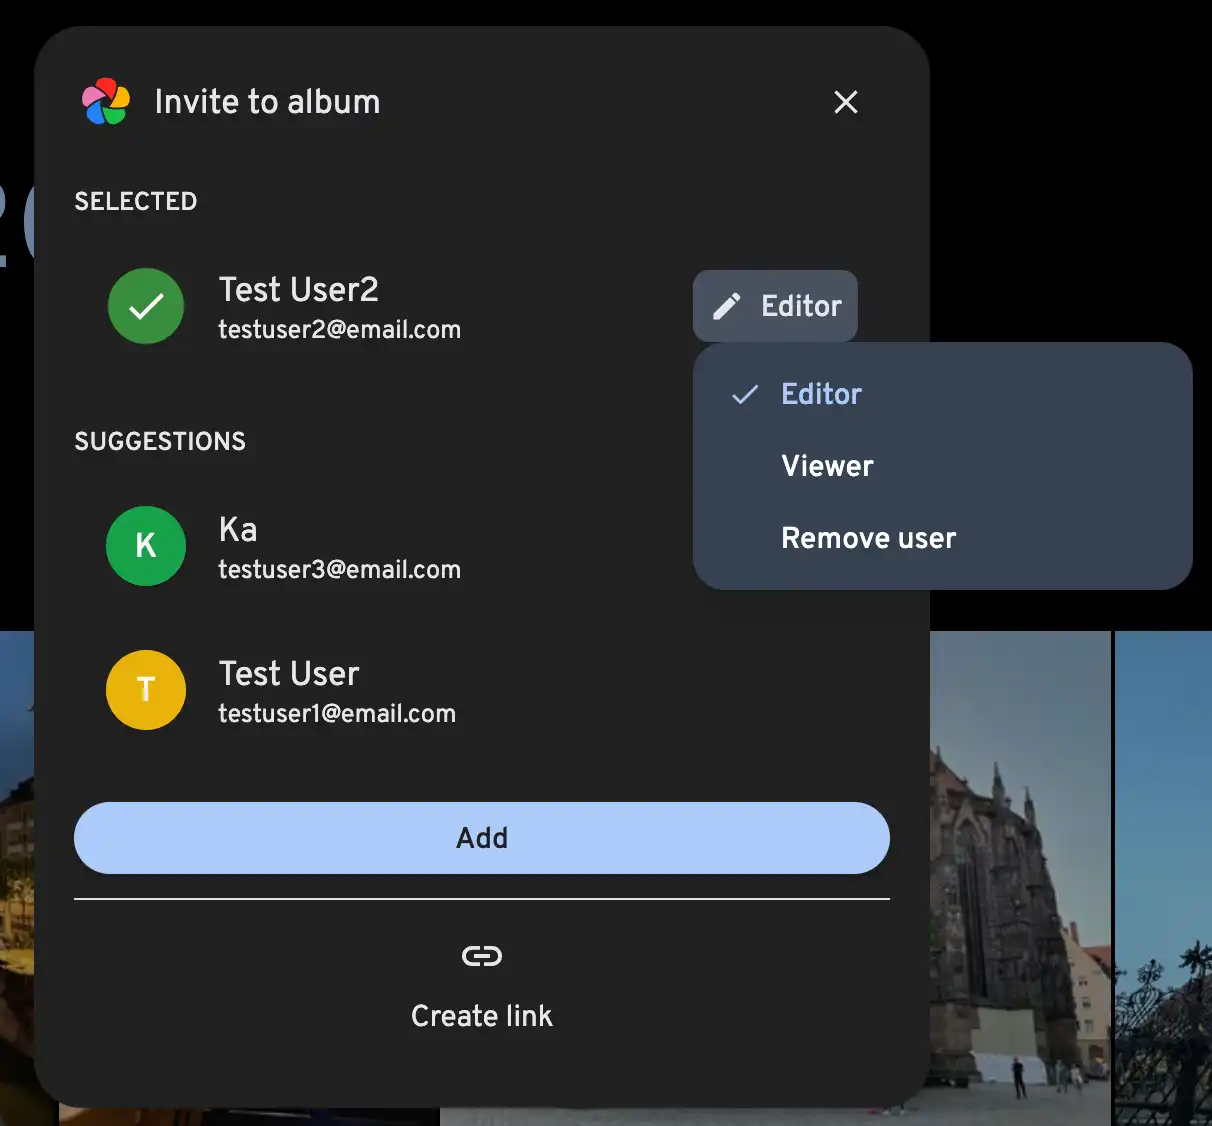 Invite to album
SELECTED
Test User2
testuser2@email.com
Editor
Editor
Viewer
Remove user
SUGGESTIONS
K
Ka
testuser3@email.com
T
Test User
testuser1@email.com
Add
Create link